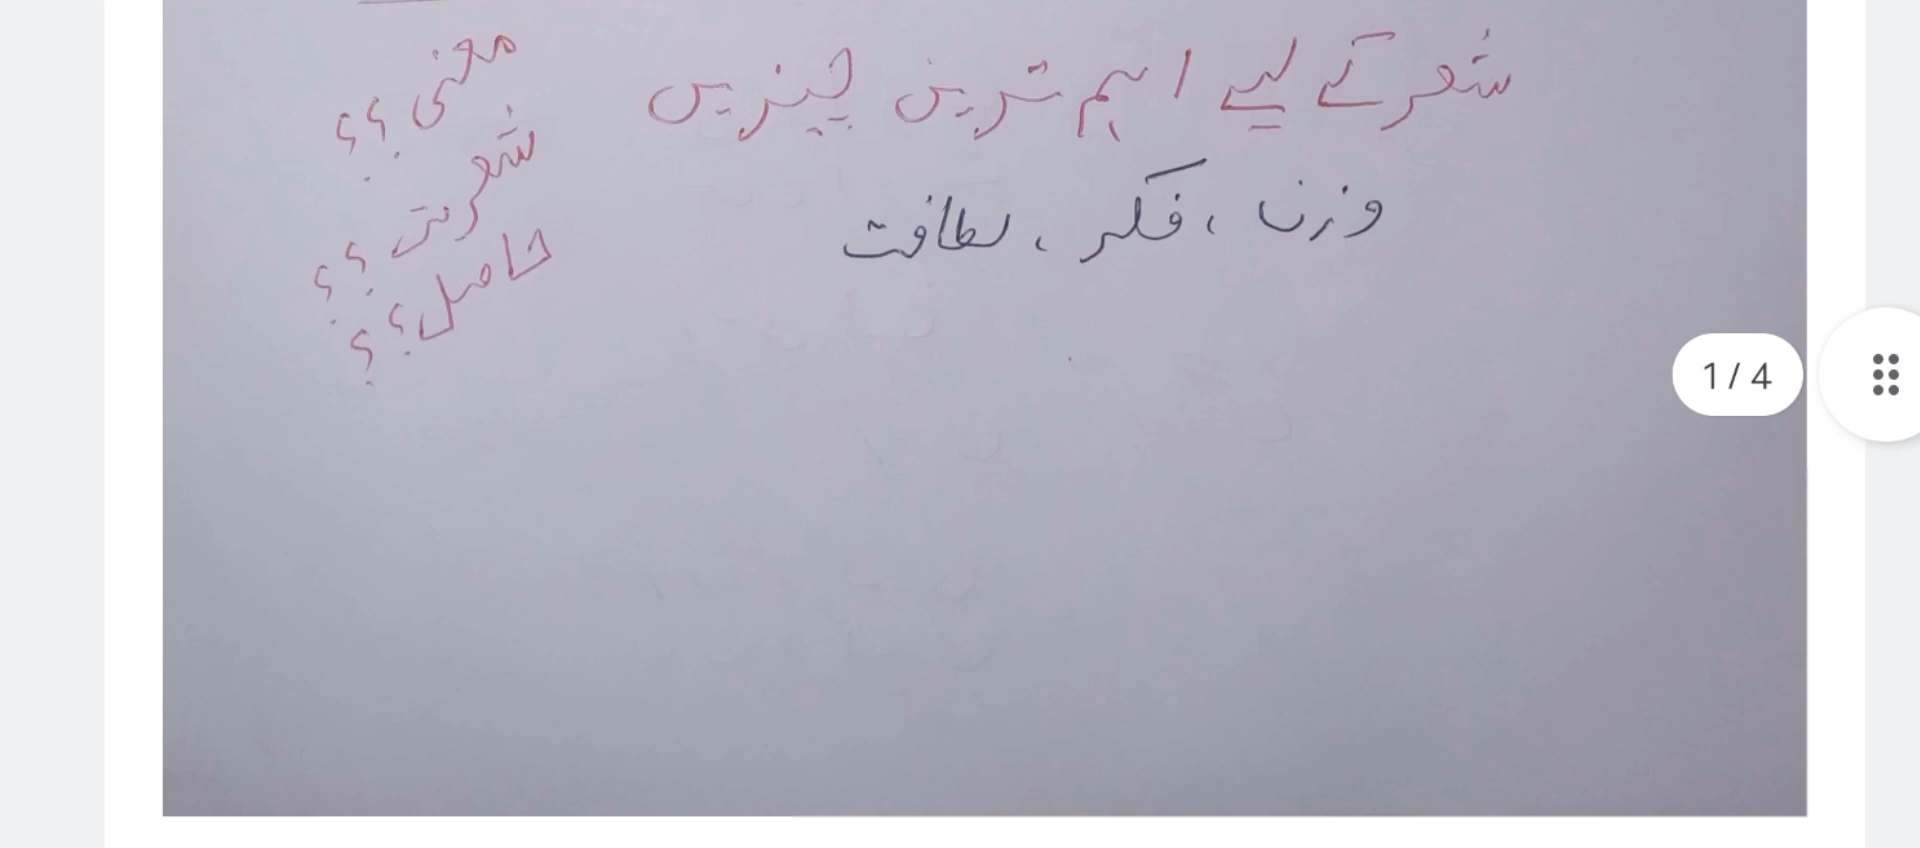 شعر کے لیے اہم ترین چیزیں
وزن، فکر، لطافت
معنی؟؟
شعریت؟؟
حاصل؟؟
1 / 4